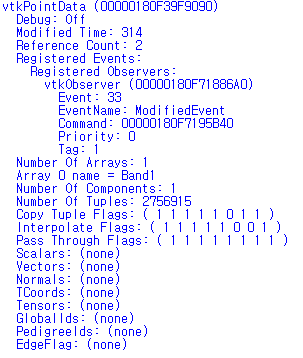 vtkPointData (00000180F39F9090)
Debug: Off
Modified Time: 314
Reference Count: 2
Registered Events:
Registered Observers:
vtkObserver (00000180F71886A0)
Event: 33
EventName: ModifiedEvent
Command: 00000180F7195B40
Priority: 0
Tag: 1
Number Of Arrays: 1
Array 0 name = Band1
Number Of Components: 1
Number Of Tuples: 2756915
Copy Tuple Flags: ( 1 1 1 1 1 0 1 1 )
Interpolate Flags: ( 1 1 1 1 1 0 0 1 )
Pass Through Flags: ( 1 1 1 1 1 1 1 1 )
Scalars: (none)
Vectors: (none)
Normals: (none)
TCoords: (none)
Tensors: (none)
GlobalIds: (none)
PedigreeIds: (none)
EdgeFlag: (none)